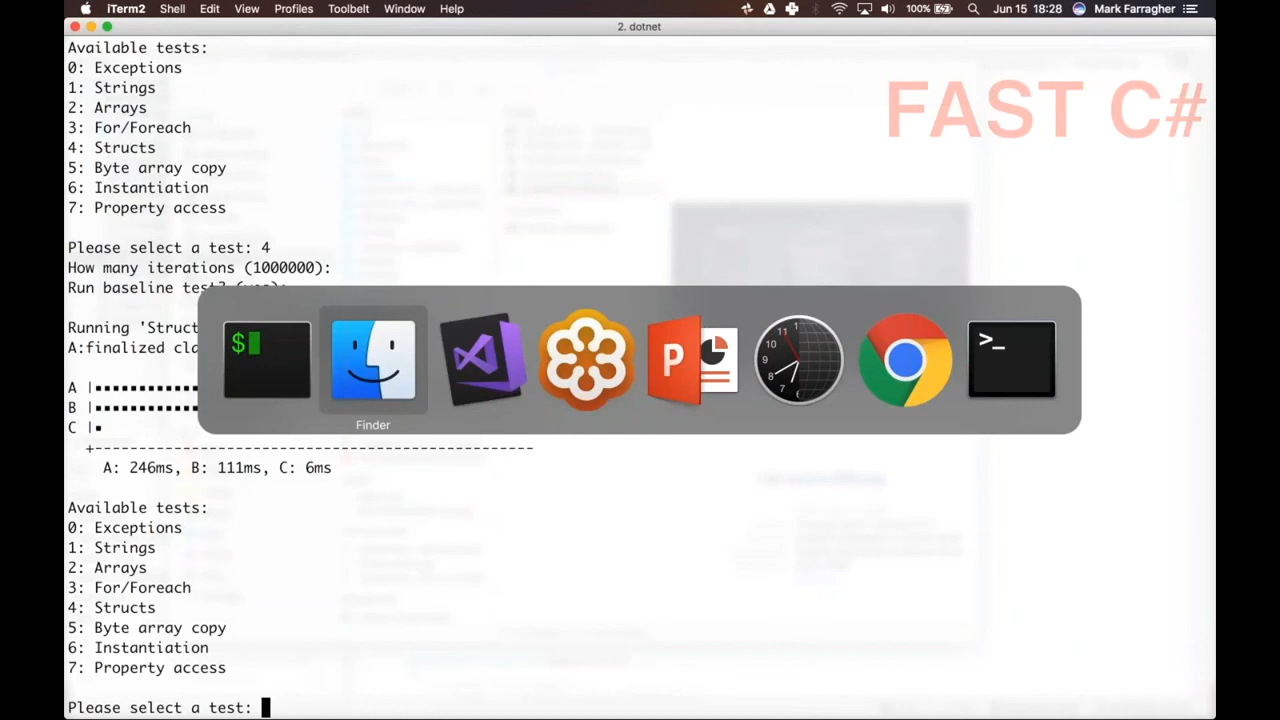 iTerm2 Shell Edit View Profiles Toolbelt Window Help 100% Jun 15 18:28 Mark Farragher
2. dotnet
FAST C#
Available tests:
0: Exceptions
1: Strings
2: Arrays
3: For/Foreach
4: Structs
5: Byte array copy
6: Instantiation
7: Property access
Please select a test: 4
How many iterations (1000000):
Run baseline test? (yes):
Running 'Struct
A:finalized cla
$
P
>_
Finder
A |
B |
C |
+--------------------------------------------------
A: 246ms, B: 111ms, C: 6ms
Available tests:
0: Exceptions
1: Strings
2: Arrays
3: For/Foreach
4: Structs
5: Byte array copy
6: Instantiation
7: Property access
Please select a test: